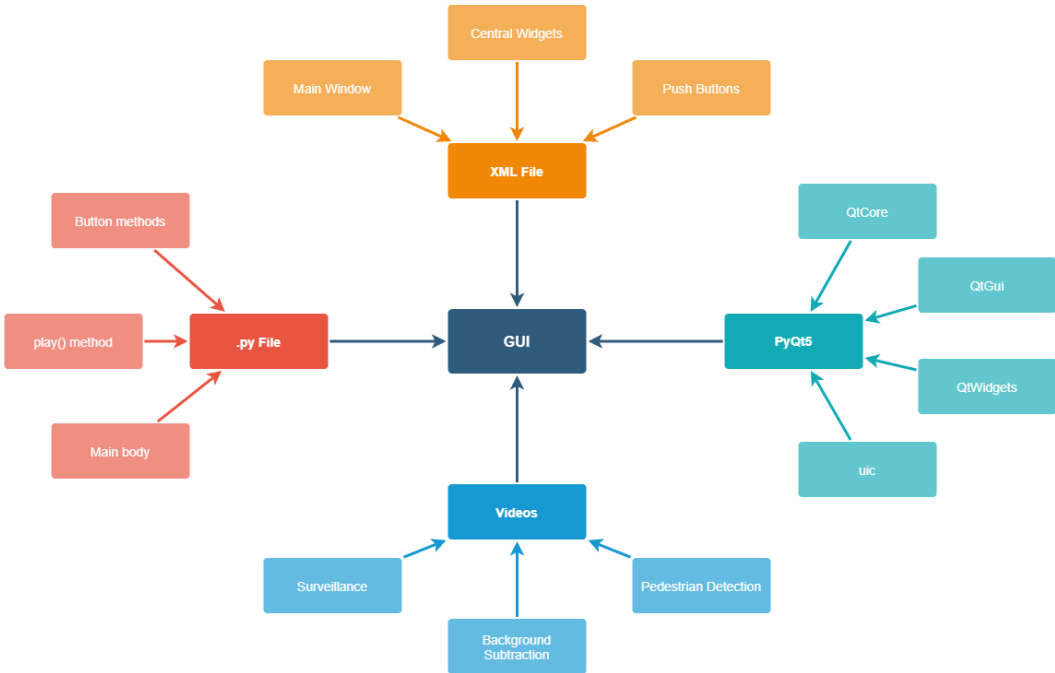 Central Widgets
Main Window
Push Buttons
XML File
Button methods
QtCore
QtGui
play() method
.py File
GUI
PyQt5
QtWidgets
Main body
uic
Videos
Surveillance
Pedestrian Detection
Background
Subtraction